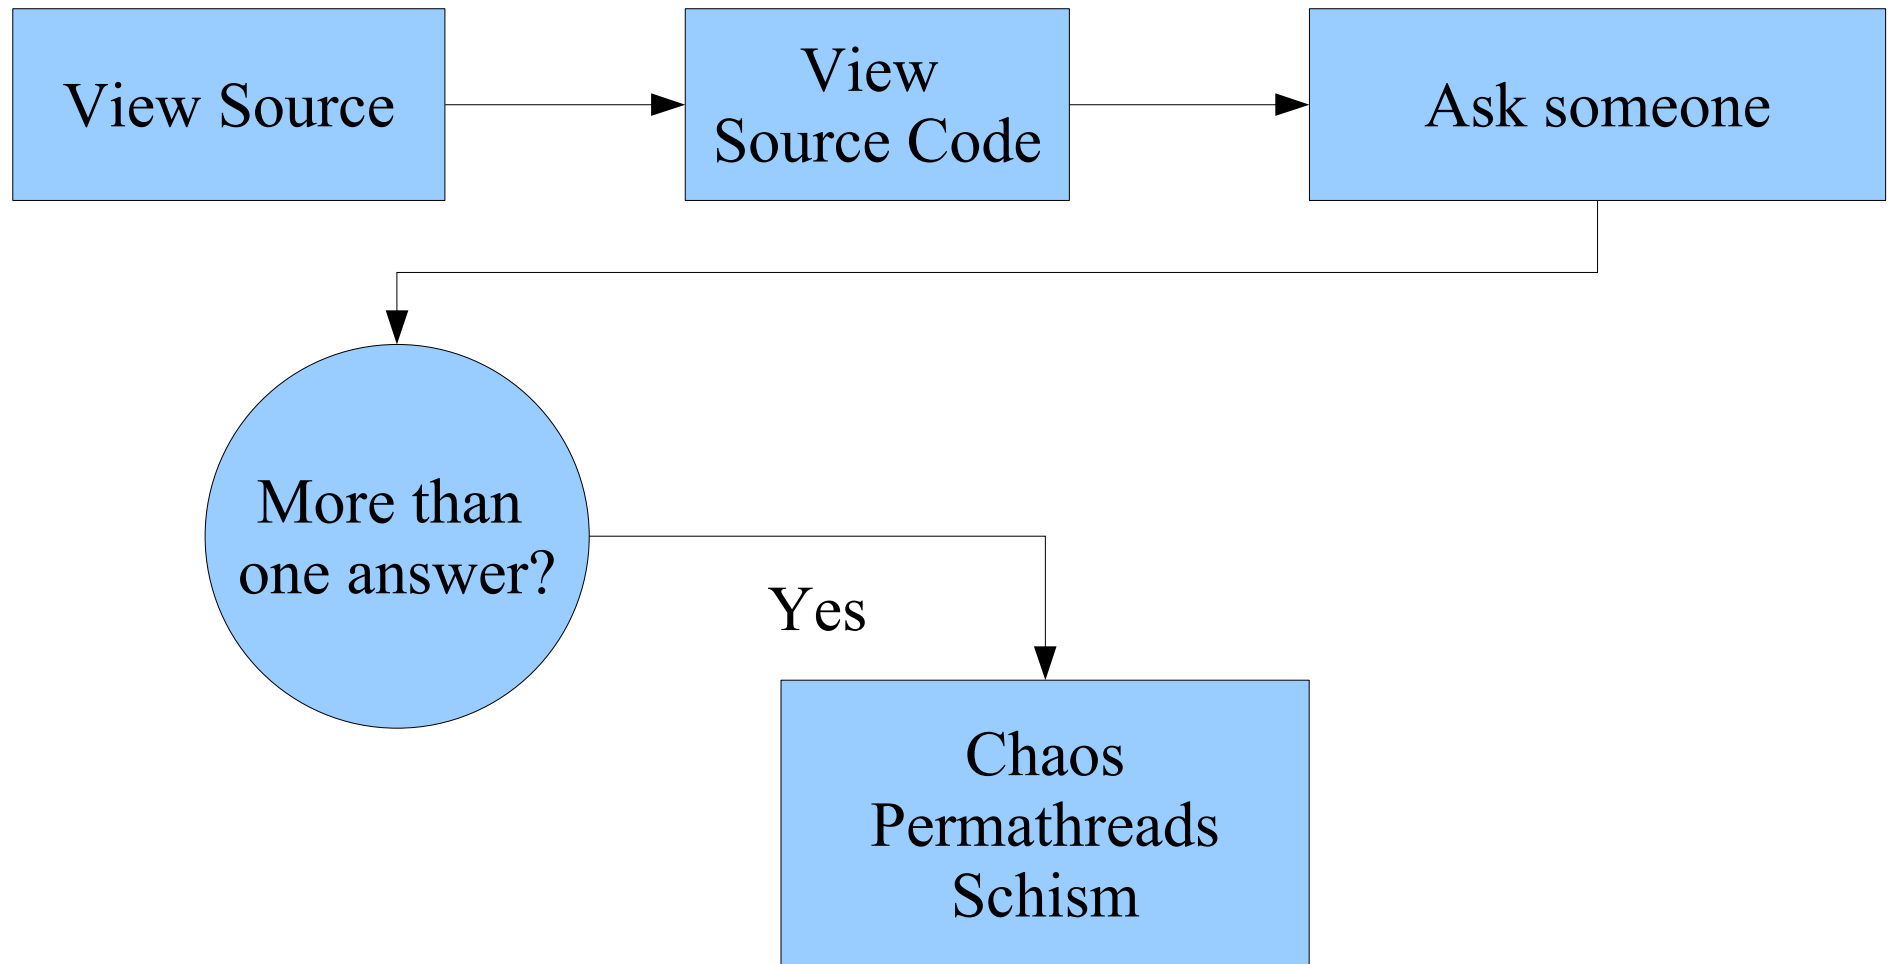 View Source
View
Source Code
Ask someone
More than
one answer?
Yes
Chaos
Permathreads
Schism